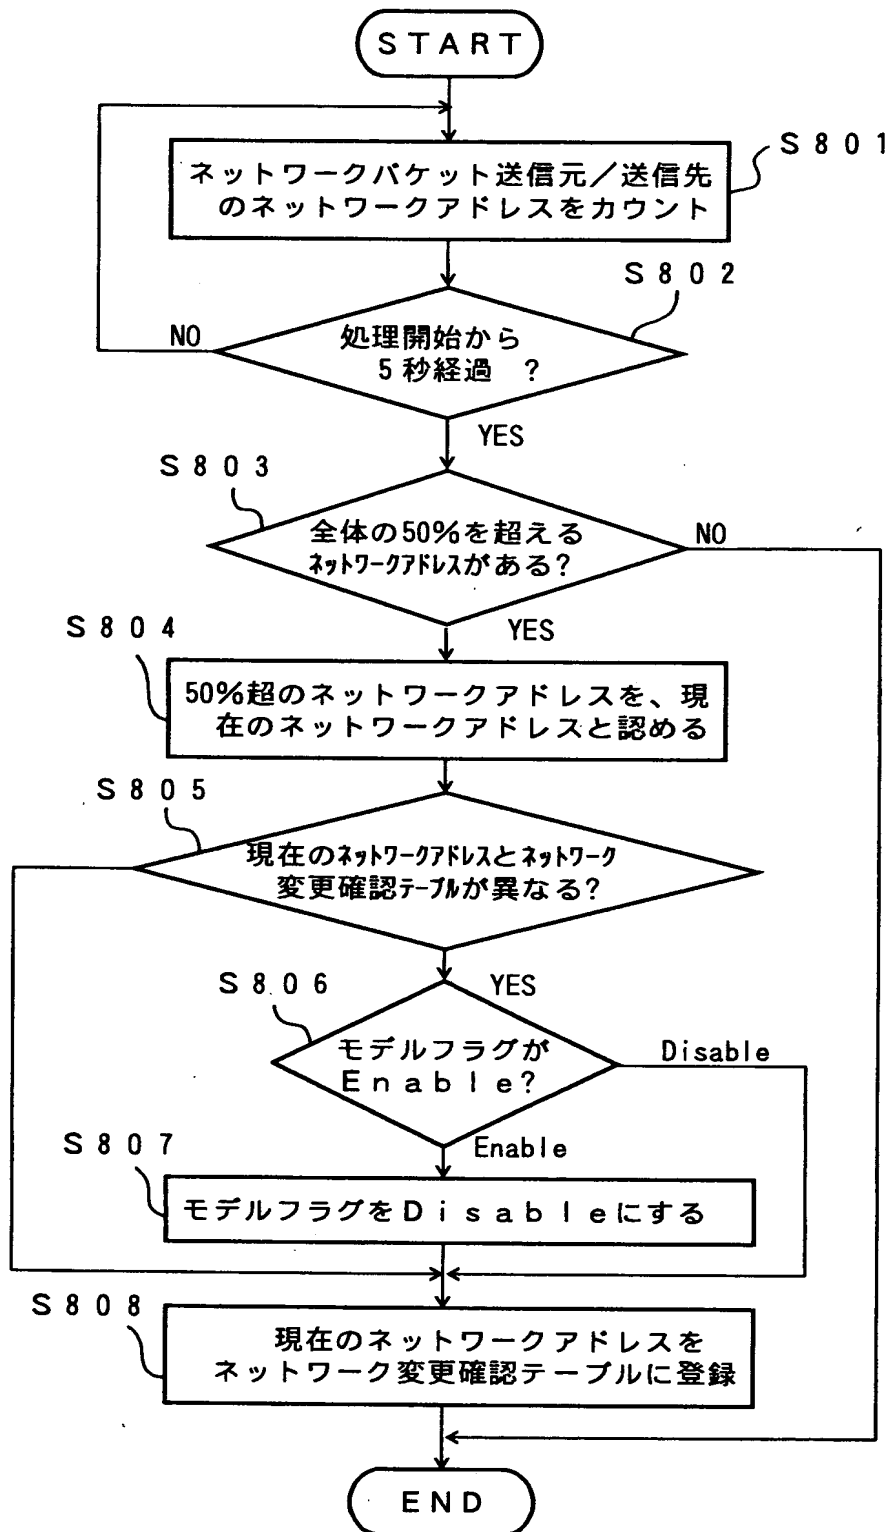 START
S801
ネットワークパケット送信元／送信先
のネットワークアドレスをカウント
S802
処理開始から
5秒経過 ?
NO
YES
S803
全体の50%を超える
ネットワークアドレスがある?
NO
YES
S804
50%超のネットワークアドレスを、現
在のネットワークアドレスと認める
S805
現在のネットワークアドレスとネットワーク
変更確認テーブルが異なる?
YES
S806
モデルフラグが
Enable?
Disable
Enable
S807
モデルフラグをDisableにする
S808
現在のネットワークアドレスを
ネットワーク変更確認テーブルに登録
END